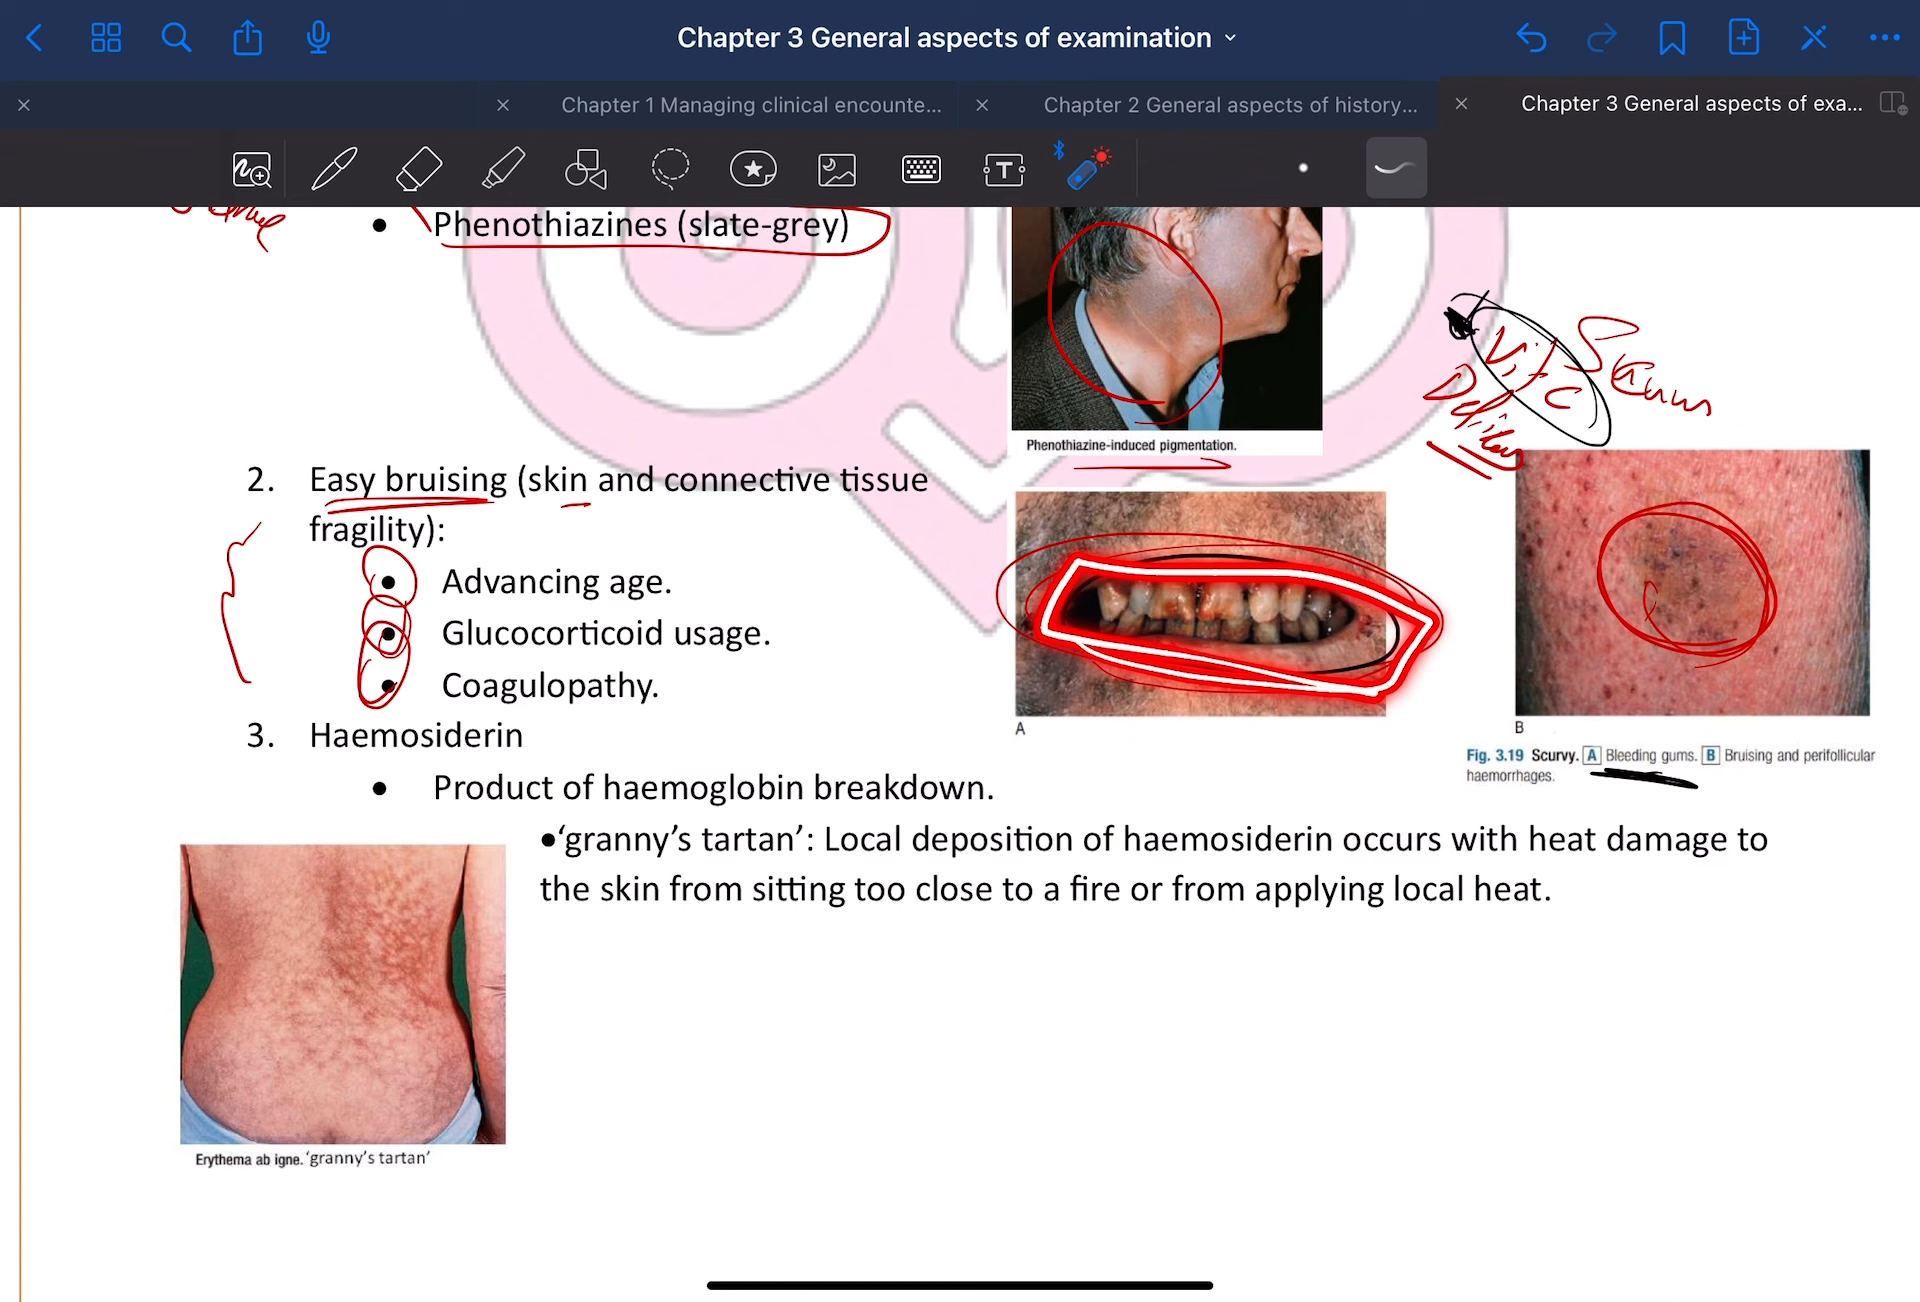 Chapter 3 General aspects of examination
Chapter 1 Managing clinical encounte...
Chapter 2 General aspects of history...
Chapter 3 General aspects of exa...
• Phenothiazines (slate-grey)
Phenothiazine-induced pigmentation.
Vit C
2. Easy bruising (skin and connective tissue
fragility):
• Advancing age.
• Glucocorticoid usage.
• Coagulopathy.
A
B
Fig. 3.19 Scurvy. A Bleeding gums. B Bruising and perifollicular
haemorrhages.
3. Haemosiderin
• Product of haemoglobin breakdown.
•‘granny’s tartan’: Local deposition of haemosiderin occurs with heat damage to
the skin from sitting too close to a fire or from applying local heat.
Erythema ab igne. ‘granny’s tartan’